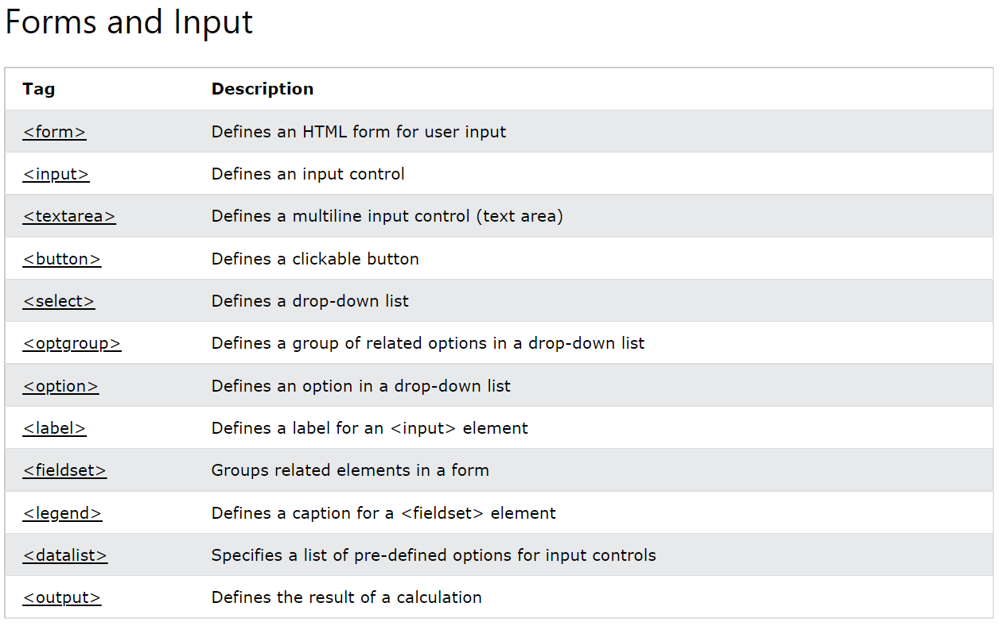 Forms and Input
Tag Description
<form> Defines an HTML form for user input
<input> Defines an input control
<textarea> Defines a multiline input control (text area)
<button> Defines a clickable button
<select> Defines a drop-down list
<optgroup> Defines a group of related options in a drop-down list
<option> Defines an option in a drop-down list
<label> Defines a label for an <input> element
<fieldset> Groups related elements in a form
<legend> Defines a caption for a <fieldset> element
<datalist> Specifies a list of pre-defined options for input controls
<output> Defines the result of a calculation